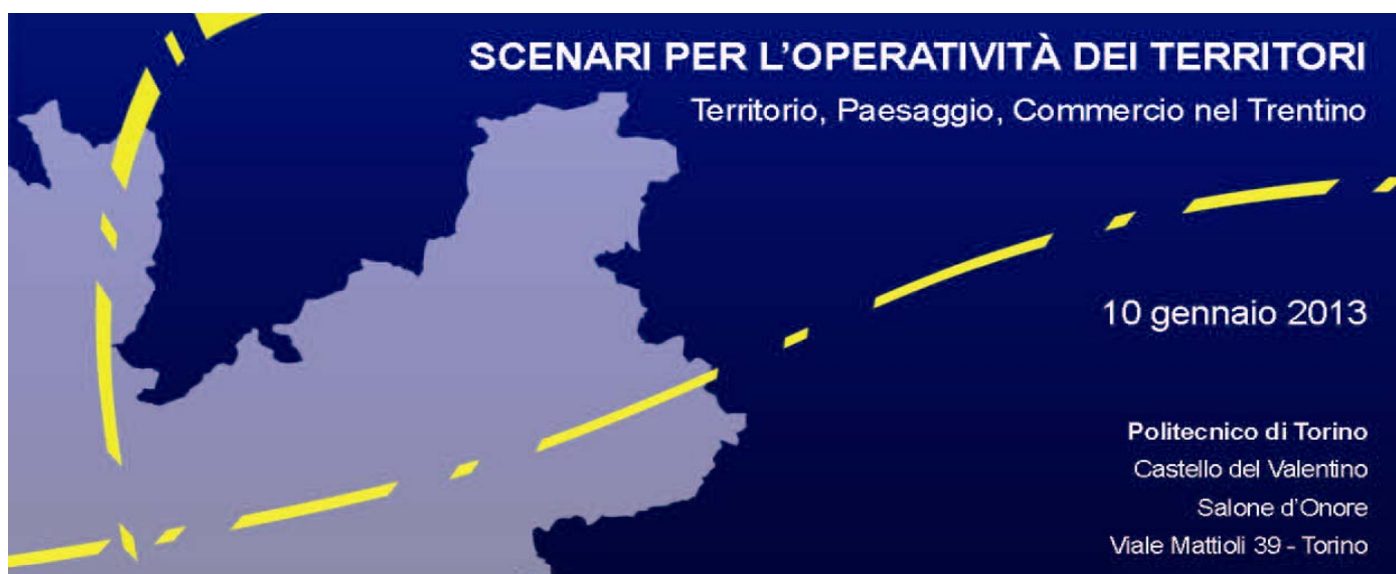 SCENARI PER L’OPERATIVITÀ DEI TERRITORI
Territorio, Paesaggio, Commercio nel Trentino
10 gennaio 2013
Politecnico di Torino
Castello del Valentino
Salone d’Onore
Viale Mattioli 39 - Torino